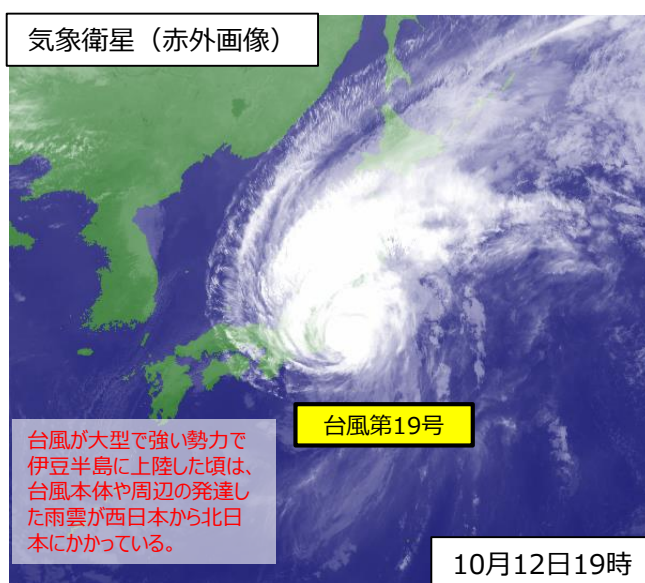 気象衛星（赤外画像）
台風第19号
台風が大型で強い勢力で
伊豆半島に上陸した頃は、
台風本体や周辺の発達し
た雨雲が西日本から北日
本にかかっている。
10月12日19時